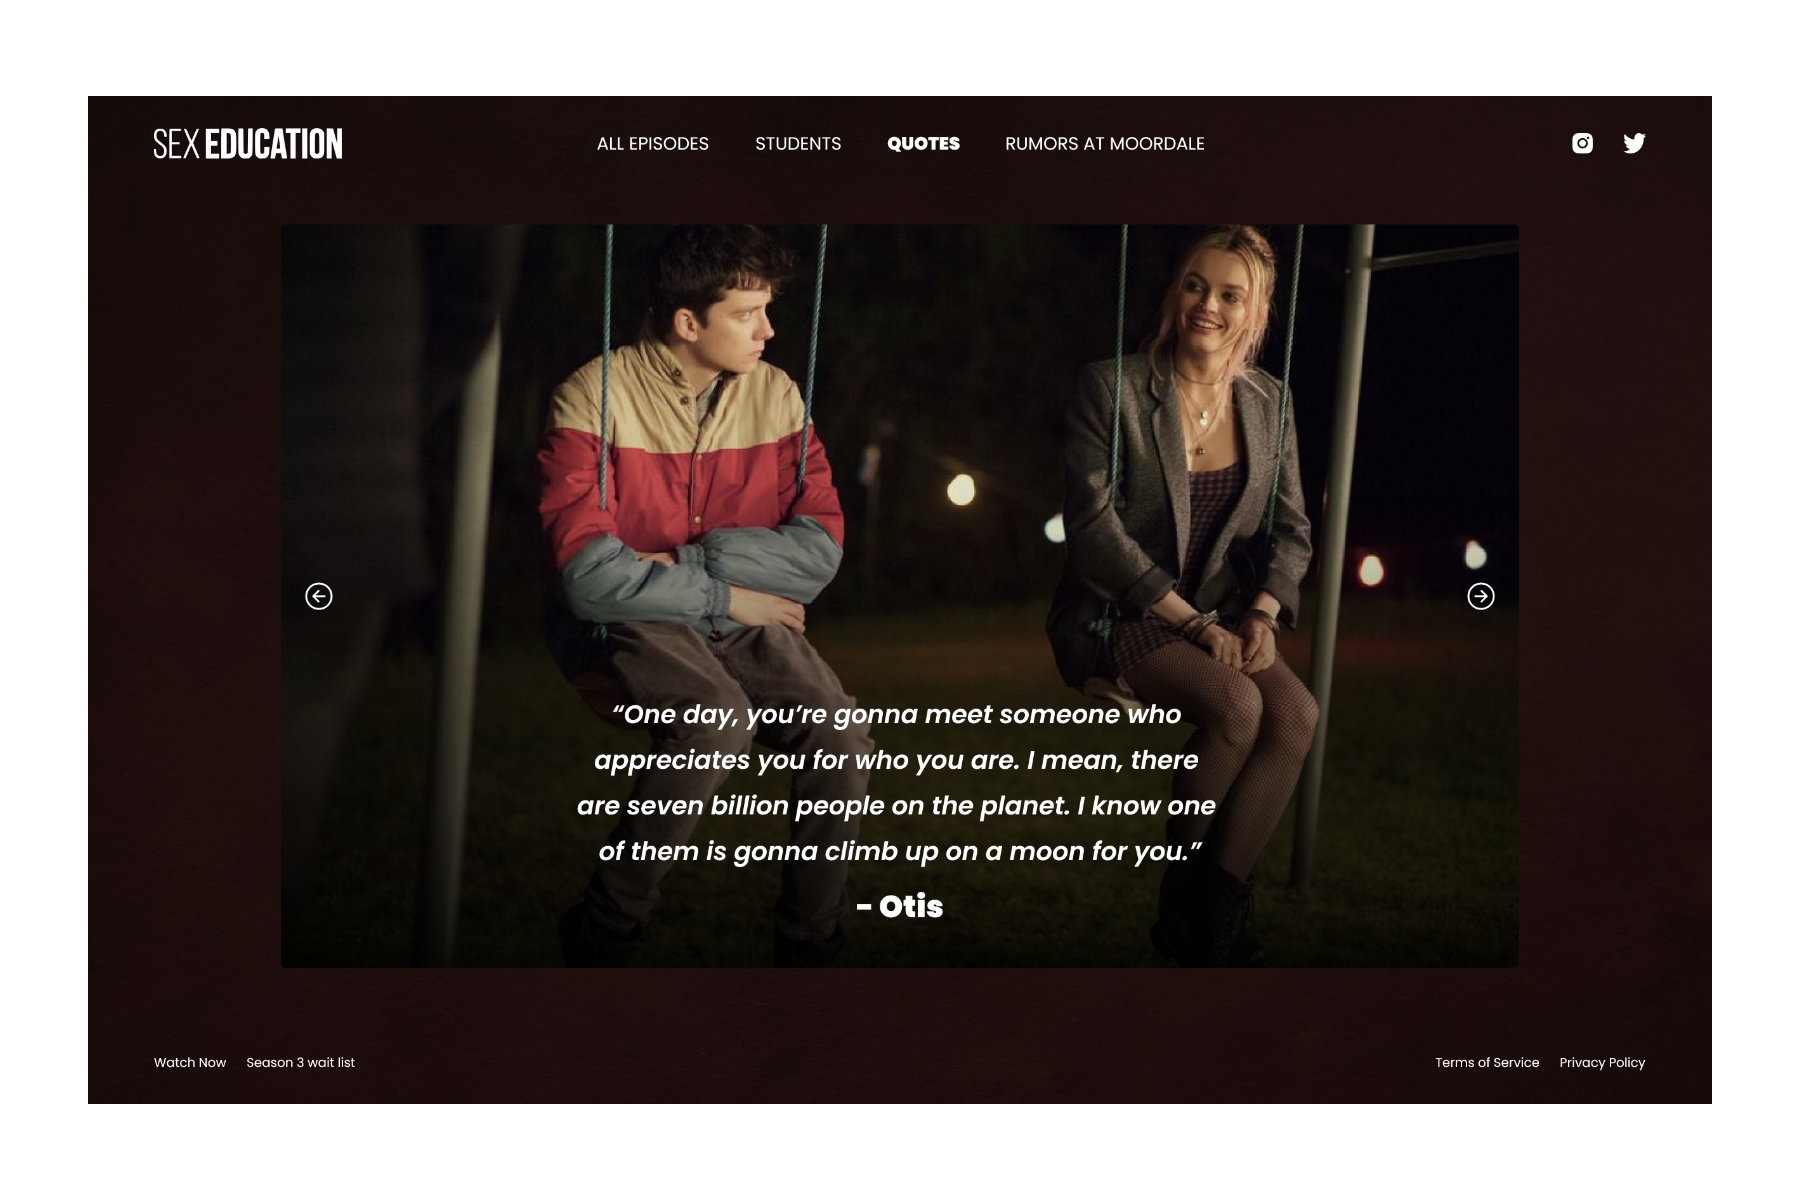 SEX EDUCATION
ALL EPISODES
STUDENTS
QUOTES
RUMORS AT MOORDALE
“One day, you’re gonna meet someone who
appreciates you for who you are. I mean, there
are seven billion people on the planet. I know one
of them is gonna climb up on a moon for you.”
- Otis
Watch Now
Season 3 wait list
Terms of Service
Privacy Policy